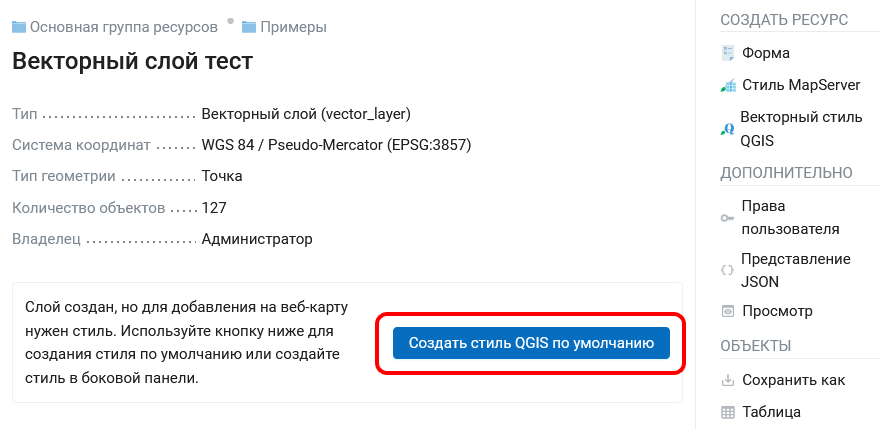 Основная группа ресурсов Примеры
Векторный слой тест
Тип Векторный слой (vector_layer)
Система координат WGS 84 / Pseudo-Mercator (EPSG:3857)
Тип геометрии Точка
Количество объектов 127
Владелец Администратор
Слой создан, но для добавления на веб-карту
нужен стиль. Используйте кнопку ниже для
создания стиля по умолчанию или создайте
стиль в боковой панели.
Создать стиль QGIS по умолчанию
СОЗДАТЬ РЕСУРС
Форма
Стиль MapServer
Векторный стиль
QGIS
ДОПОЛНИТЕЛЬНО
Права
пользователя
Представление
JSON
Просмотр
ОБЪЕКТЫ
Сохранить как
Таблица